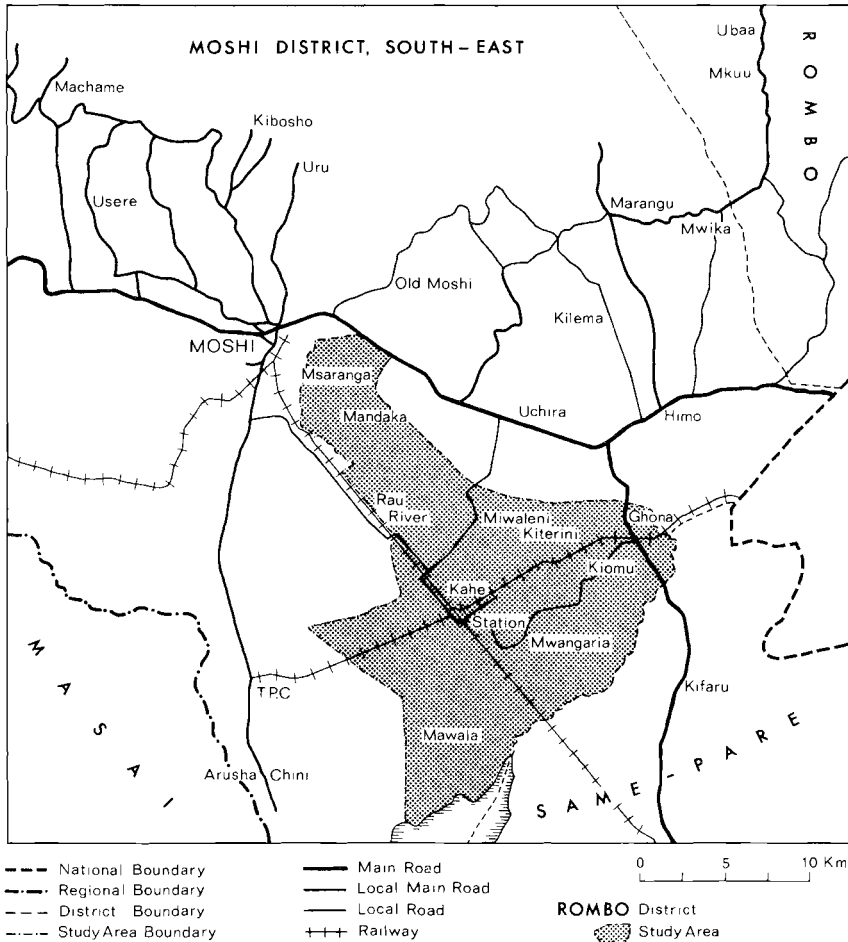 MOSHI DISTRICT, SOUTH-EAST
Ubaa
Mkuu
ROMBO
Machame
Kibosho
Uru
Usere
Marangu
Mwika
Old Moshi
Kilema
MOSHI
Msaranga
Mandaka
Uchira
Himo
Rau
River
Miwaleni
Kiterini
Ghona
Kiomu
Kahe
Station
Mwangaria
MASAI
T.P.C
Kifaru
Mawala
Arusha Chini
SAME-PARE
National Boundary
Regional Boundary
District Boundary
Study Area Boundary
Main Road
Local Main Road
Local Road
Railway
0 5 10 Km
ROMBO District
Study Area